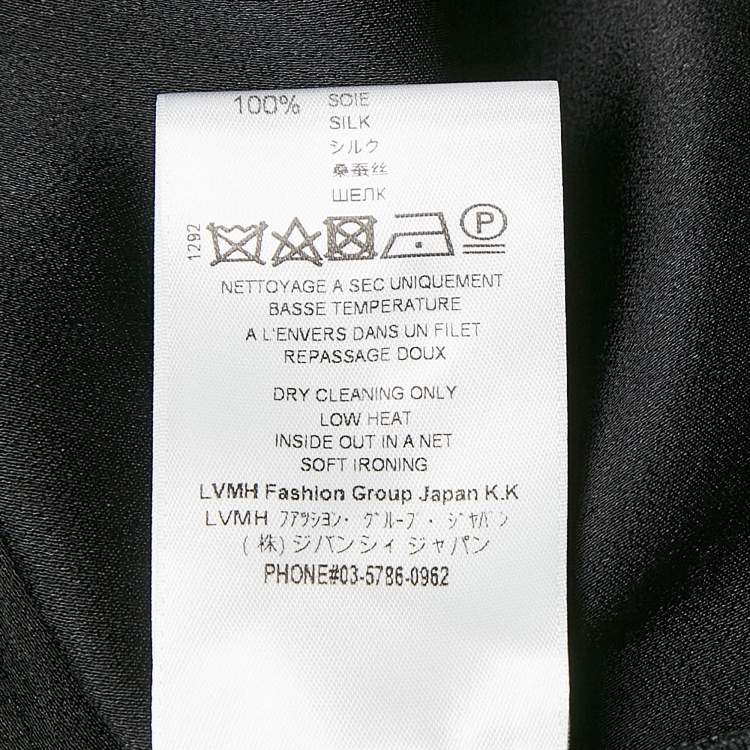 100% SOIE
SILK
シルク
桑蚕丝
ШЕЛК
1292
P
NETTOYAGE A SEC UNIQUEMENT
BASSE TEMPERATURE
A L'ENVERS DANS UN FILET
REPASSAGE DOUX
DRY CLEANING ONLY
LOW HEAT
INSIDE OUT IN A NET
SOFT IRONING
LVMH Fashion Group Japan K.K
LVMH ﾌｧｯｼｮﾝ・ ｸﾞﾙｰﾌﾟ・ ｼﾞｬﾊﾟﾝ
(株)ジバンシィ ジャパン
PHONE#03-5786-0962